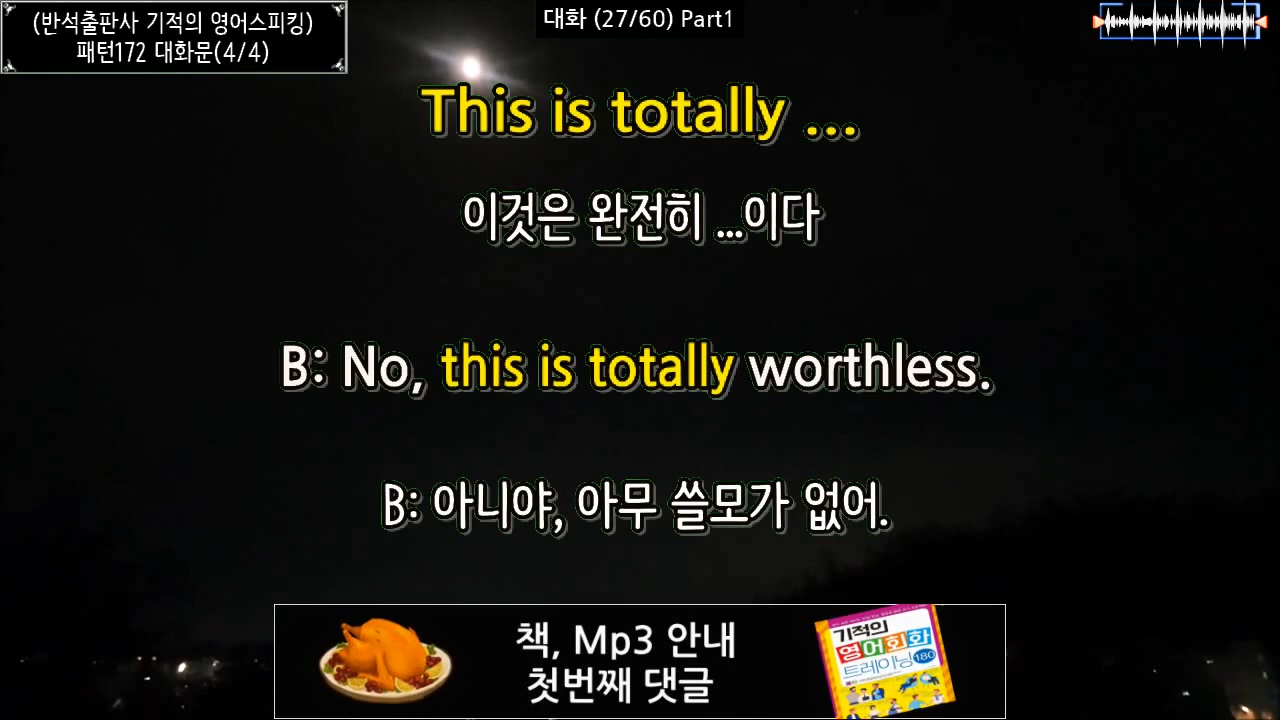 (반석출판사 기적의 영어스피킹)
패턴172 대화문(4/4)
대화 (27/60) Part1
This is totally ...
이것은 완전히 ...이다
B: No, this is totally worthless.
B: 아니야, 아무 쓸모가 없어.
책, Mp3 안내
첫번째 댓글
기적의
영어회화
트레이닝 180